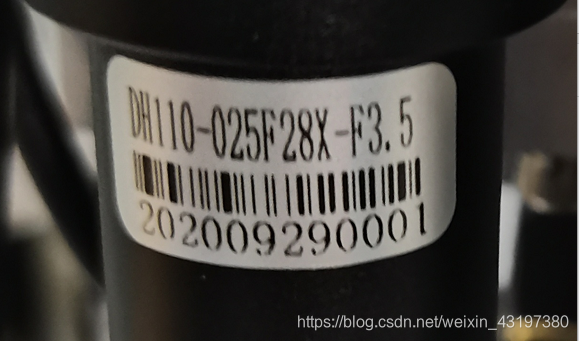 DH110-025F28X-F3.5
202009290001
https://blog.csdn.net/weixin_43197380